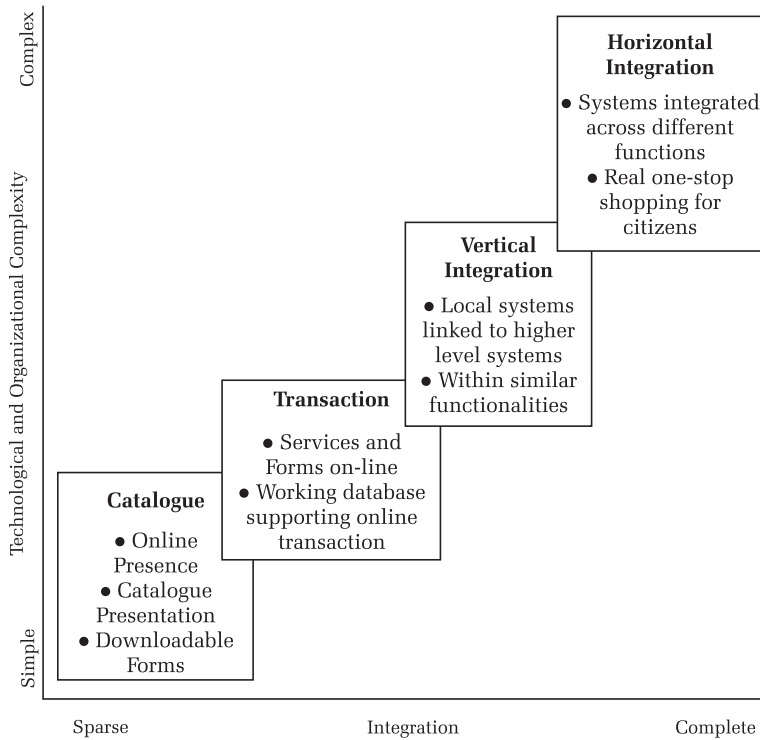 Complex
Technological and Organizational Complexity
Simple
Horizontal
Integration
● Systems integrated
across different
functions
● Real one-stop
shopping for
citizens
Vertical
Integration
● Local systems
linked to higher
level systems
● Within similar
functionalities
Transaction
● Services and
Forms on-line
● Working database
supporting online
transaction
Catalogue
● Online
Presence
● Catalogue
Presentation
● Downloadable
Forms
Sparse
Integration
Complete